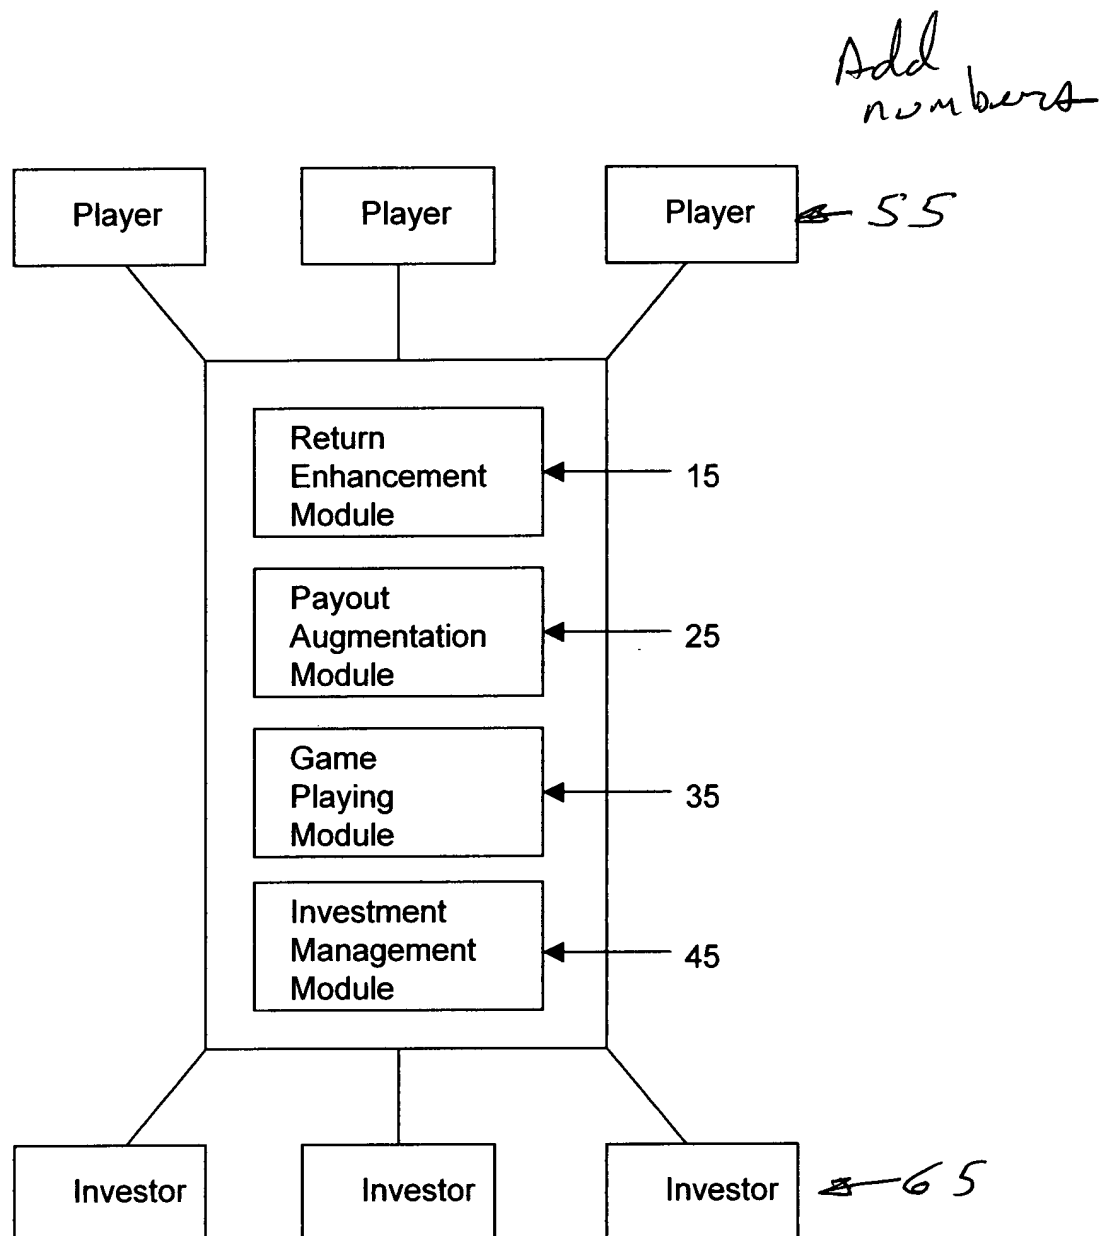 Add
numbers
Player Player Player 55
Return
Enhancement
Module
15
Payout
Augmentation
Module
25
Game
Playing
Module
35
Investment
Management
Module
45
Investor Investor Investor 65